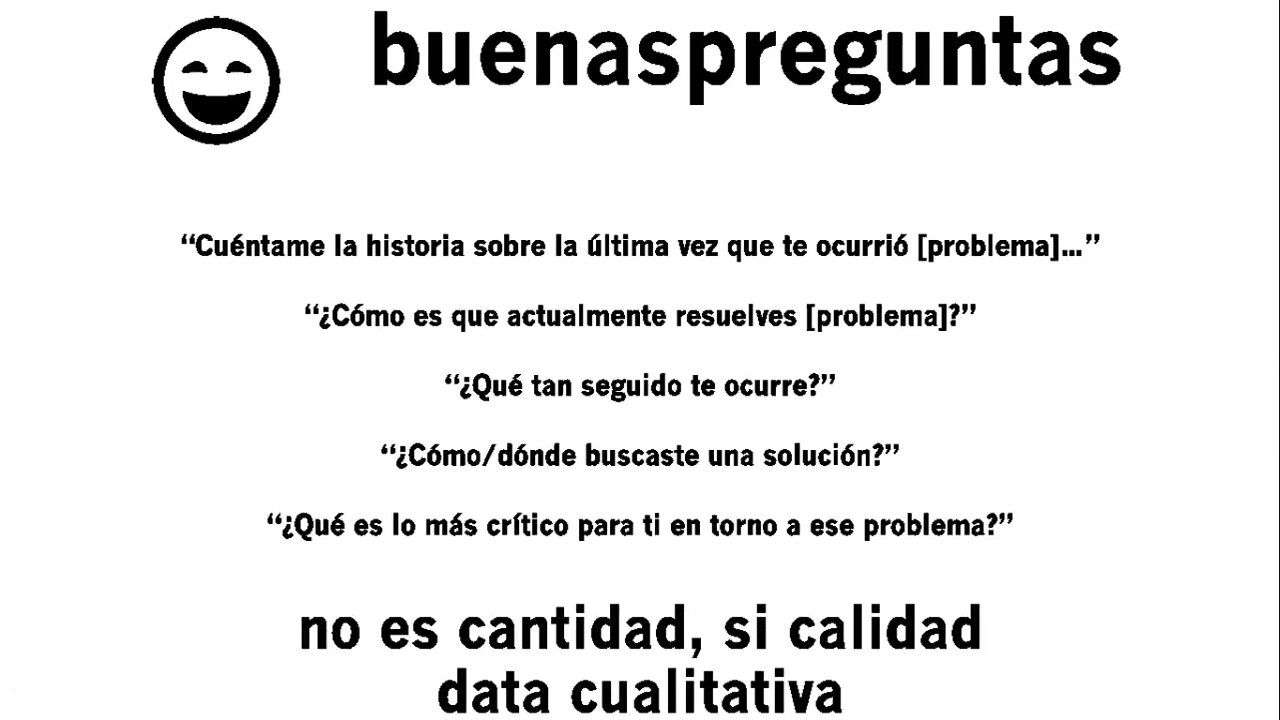 buenaspreguntas
“Cuéntame la historia sobre la última vez que te ocurrió [problema]...”
“¿Cómo es que actualmente resuelves [problema]?”
“¿Qué tan seguido te ocurre?”
“¿Cómo/dónde buscaste una solución?”
“¿Qué es lo más crítico para ti en torno a ese problema?”
no es cantidad, si calidad
data cualitativa